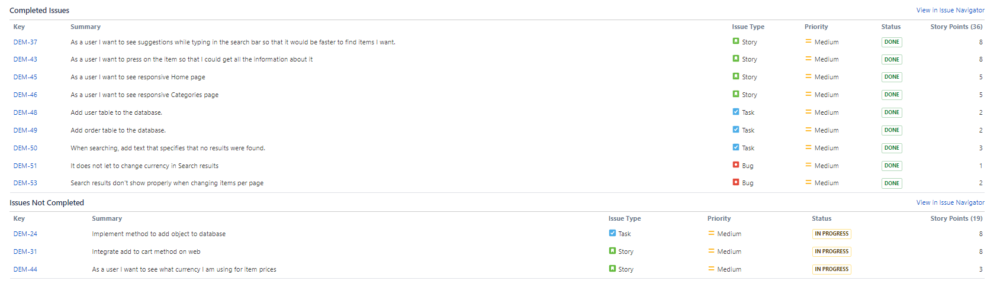 Completed Issues View in Issue Navigator
Key Summary Issue Type Priority Status Story Points (36)
DEM-37 As a user I want to see suggestions while typing in the search bar so that it would be faster to find items I want. Story Medium DONE 8
DEM-43 As a user I want to press on the item so that I could get all the information about it Story Medium DONE 8
DEM-45 As a user I want to see responsive Home page Story Medium DONE 5
DEM-46 As a user I want to see responsive Categories page Story Medium DONE 5
DEM-48 Add user table to the database. Task Medium DONE 2
DEM-49 Add order table to the database. Task Medium DONE 2
DEM-50 When searching, add text that specifies that no results were found. Task Medium DONE 3
DEM-51 It does not let to change currency in Search results Bug Medium DONE 1
DEM-53 Search results don't show properly when changing items per page Bug Medium DONE 2
Issues Not Completed View in Issue Navigator
Key Summary Issue Type Priority Status Story Points (19)
DEM-24 Implement method to add object to database Task Medium IN PROGRESS 8
DEM-31 Integrate add to cart method on web Story Medium IN PROGRESS 8
DEM-44 As a user I want to see what currency I am using for item prices Story Medium IN PROGRESS 3